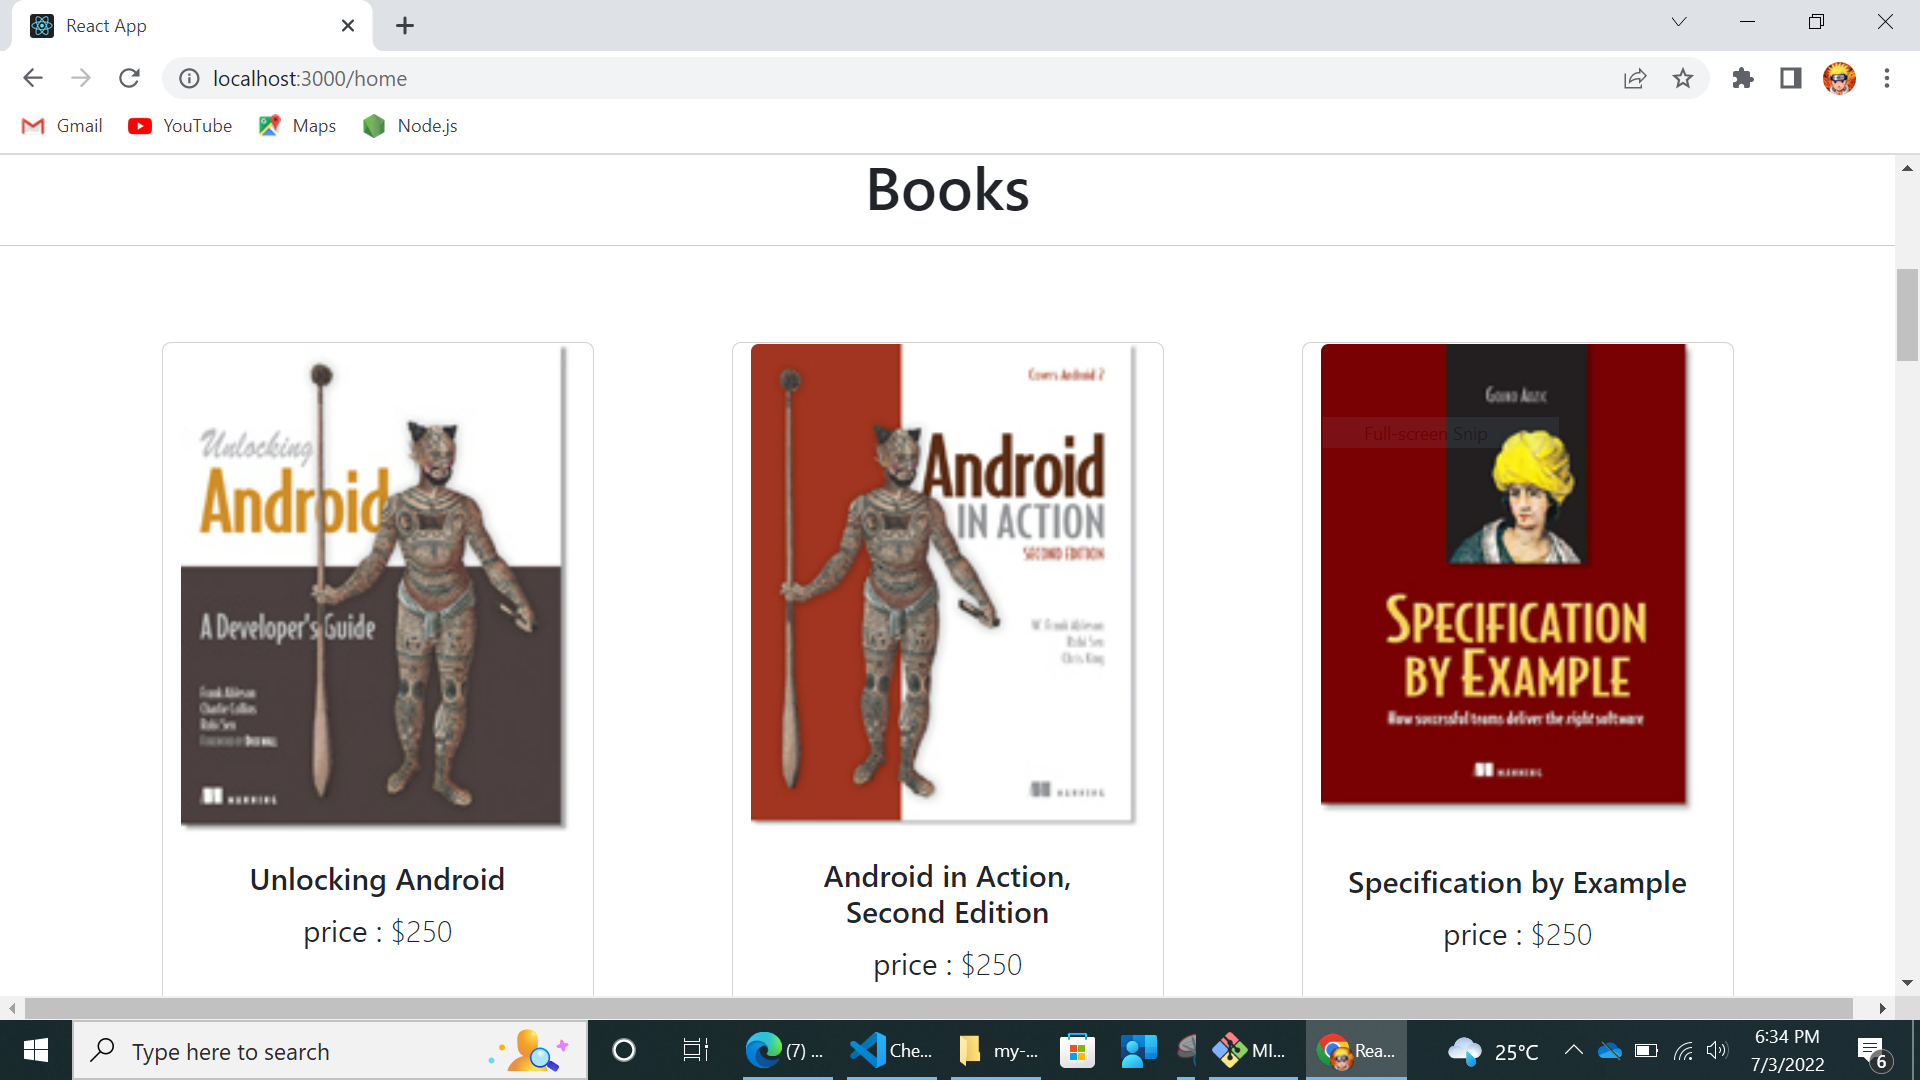 React App
localhost:3000/home
Gmail
YouTube
Maps
Node.js
Books
Unlocking
Android
A Developer's Guide
Frank Ableson
Charlie Collins
Robi Sen
FOREWORD BY DICK WALL
MANNING
Unlocking Android
price : $250
Covers Android 2
Android
IN ACTION
SECOND EDITION
W. Frank Ableson
Robi Sen
Chris King
MANNING
Android in Action,
Second Edition
price : $250
GOJKO ADZIC
Full-screen Snip
SPECIFICATION
BY EXAMPLE
How successful teams deliver the right software
MANNING
Specification by Example
price : $250
Type here to search
(7) ...
Che...
my-...
MI...
Rea...
25°C
6:34 PM
7/3/2022
6